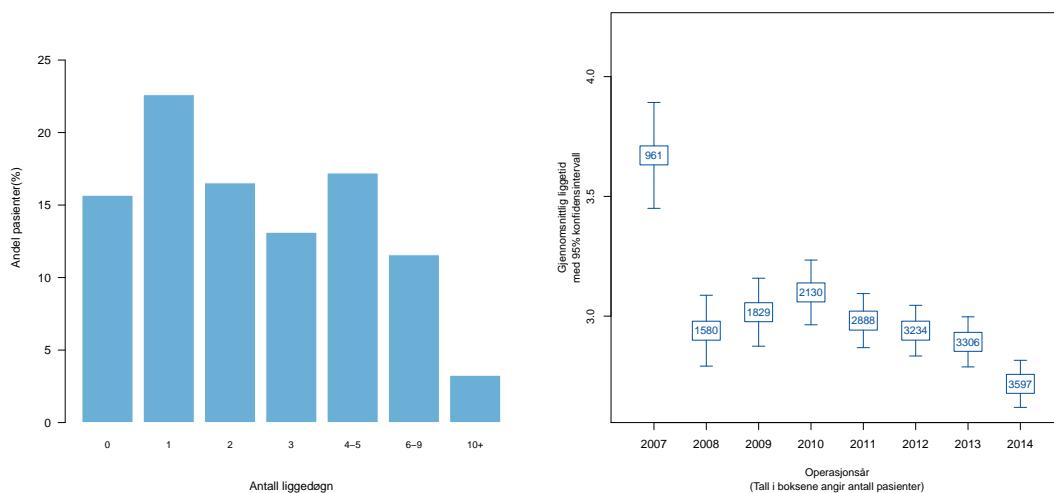 25
20
15
10
5
0
Andel pasienter(%)
0 1 2 3 4–5 6–9 10+
Antall liggedøgn
4.0
3.5
3.0
Gjennomsnittlig liggetid
med 95% konfidensintervall
961
1580
1829
2130
2888
3234
3306
3597
2007 2008 2009 2010 2011 2012 2013 2014
Operasjonsår
(Tall i boksene angir antall pasienter)